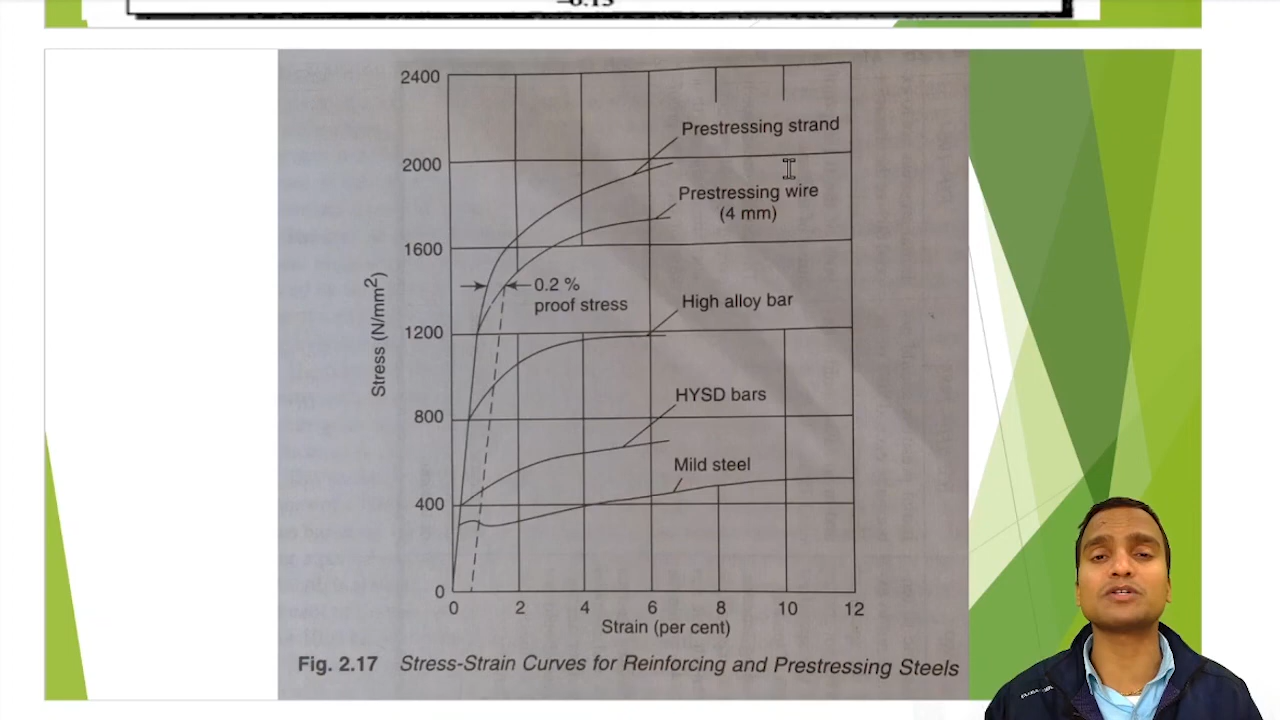 -8.13
2400
Prestressing strand
2000
Prestressing wire
(4 mm)
1600
0.2 %
proof stress
High alloy bar
1200
Stress (N/mm²)
HYSD bars
800
Mild steel
400
0
0 2 4 6 8 10 12
Strain (per cent)
Fig. 2.17 Stress-Strain Curves for Reinforcing and Prestressing Steels